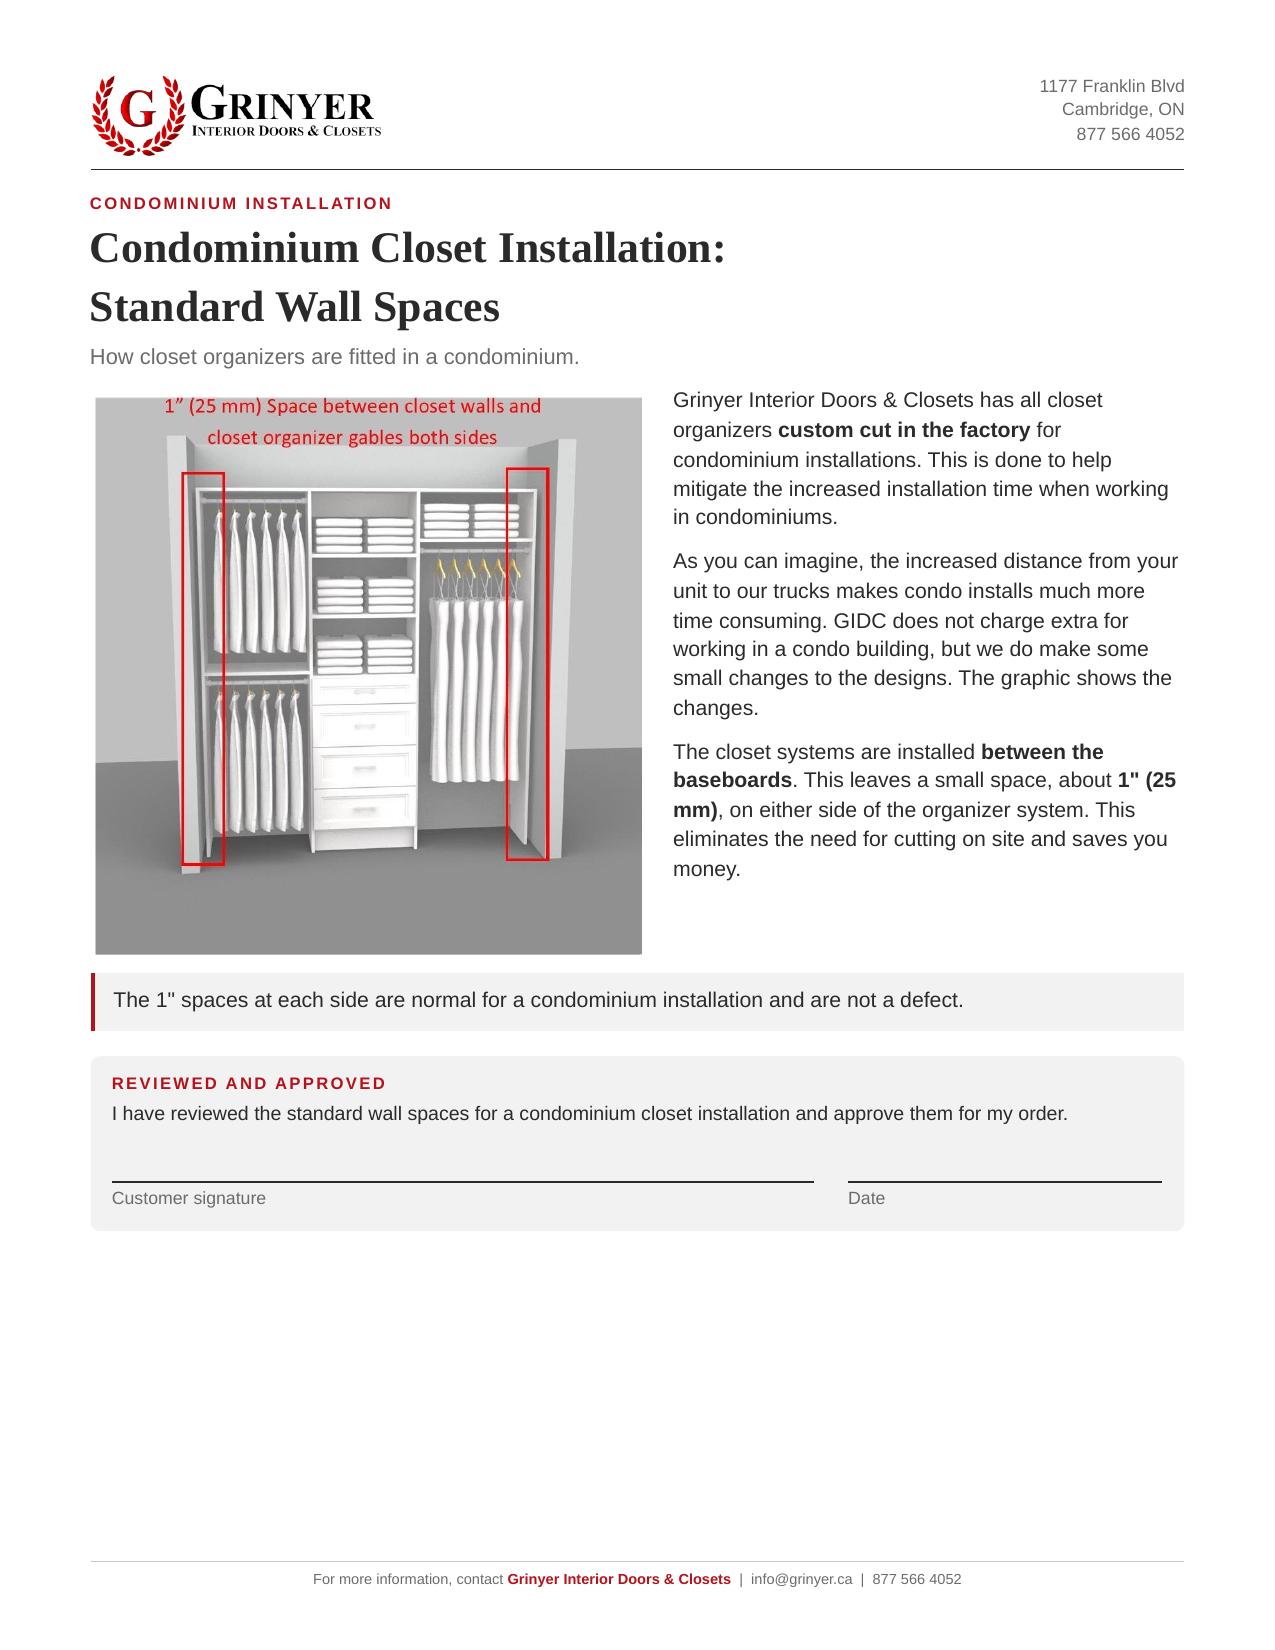 G GRINYER
INTERIOR DOORS & CLOSETS
1177 Franklin Blvd
Cambridge, ON
877 566 4052
CONDOMINIUM INSTALLATION
Condominium Closet Installation:
Standard Wall Spaces
How closet organizers are fitted in a condominium.
1” (25 mm) Space between closet walls and
closet organizer gables both sides
Grinyer Interior Doors & Closets has all closet
organizers custom cut in the factory for
condominium installations. This is done to help
mitigate the increased installation time when working
in condominiums.
As you can imagine, the increased distance from your
unit to our trucks makes condo installs much more
time consuming. GIDC does not charge extra for
working in a condo building, but we do make some
small changes to the designs. The graphic shows the
changes.
The closet systems are installed between the
baseboards. This leaves a small space, about 1" (25
mm), on either side of the organizer system. This
eliminates the need for cutting on site and saves you
money.
The 1" spaces at each side are normal for a condominium installation and are not a defect.
REVIEWED AND APPROVED
I have reviewed the standard wall spaces for a condominium closet installation and approve them for my order.
Customer signature
Date
For more information, contact Grinyer Interior Doors & Closets | info@grinyer.ca | 877 566 4052